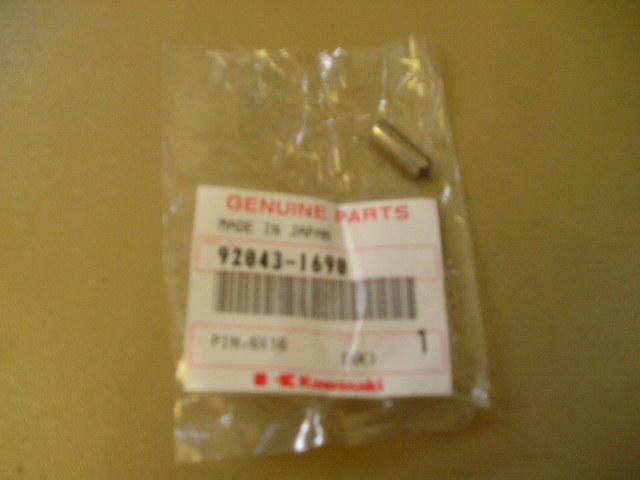 GENUINE PARTS
MADE IN JAPAN
92043-1690
PIN,6X16
1
Kawasaki